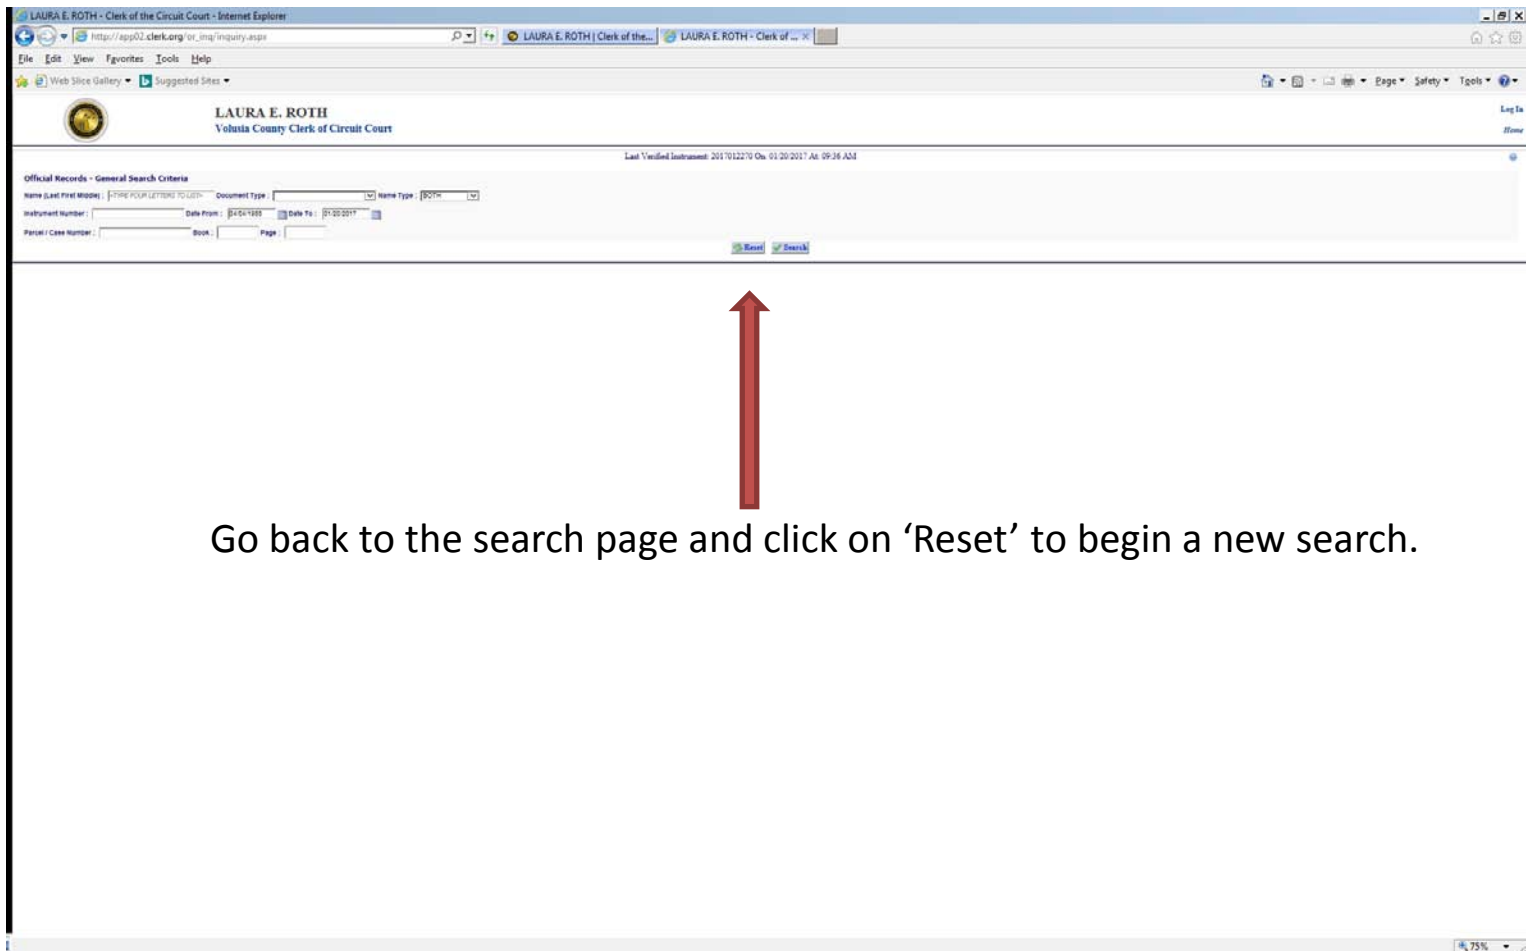 LAURA E. ROTH - Clerk of the Circuit Court - Internet Explorer
http://app02.clerk.org/or_inq/inquiry.aspx LAURA E. ROTH | Clerk of the... LAURA E. ROTH - Clerk of ...
File Edit View Favorites Tools Help
Web Slice Gallery Suggested Sites Page Safety Tools
LAURA E. ROTH Log In
Volusia County Clerk of Circuit Court Home
Last Verified Instrument: 2017012270 On: 01/20/2017 At: 09:36 AM
Official Records - General Search Criteria
Name (Last First Middle) : <TYPE FOUR LETTERS TO LIST> Document Type : Name Type : BOTH
Instrument Number : Date From : Date To : 01/20/2017
Parcel / Case Number : Book : Page :
Reset Search
Go back to the search page and click on ‘Reset’ to begin a new search.
75%